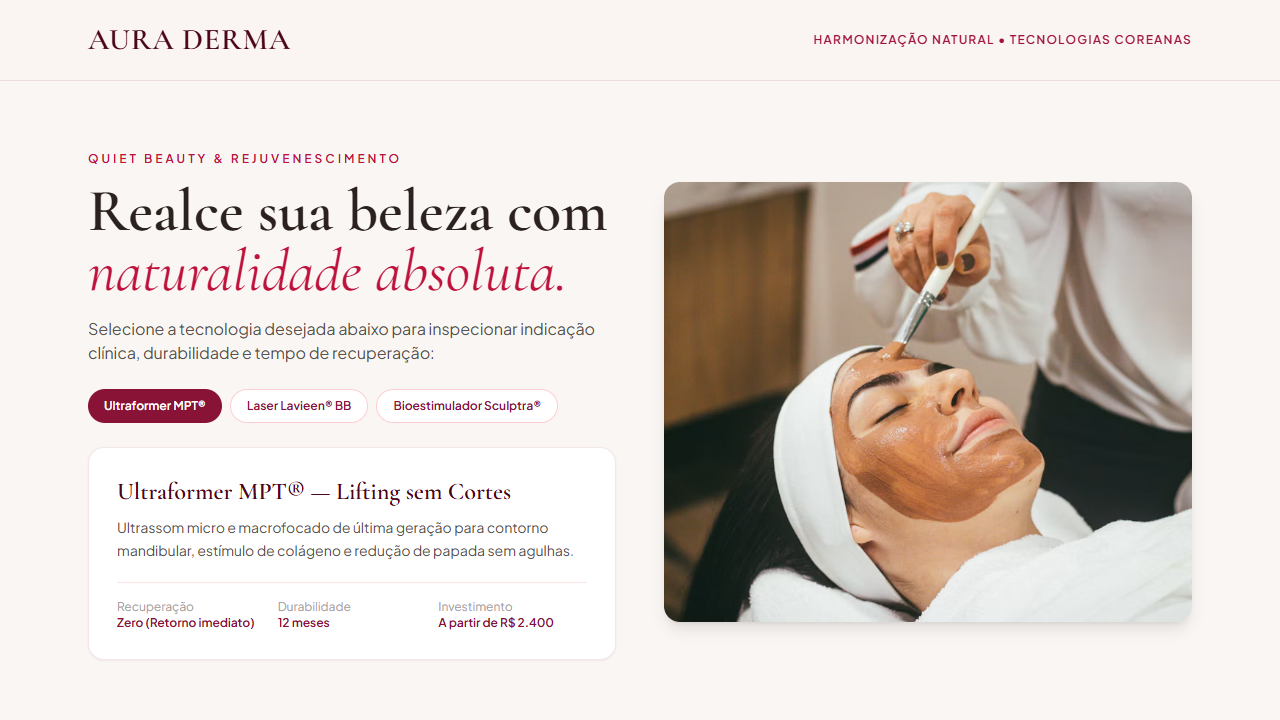 AURA DERMA
HARMONIZAÇÃO NATURAL • TECNOLOGIAS COREANAS
QUIET BEAUTY & REJUVENESCIMENTO
Realce sua beleza com
naturalidade absoluta.
Selecione a tecnologia desejada abaixo para inspecionar indicação
clínica, durabilidade e tempo de recuperação:
Ultraformer MPT®
Laser Lavieen® BB
Bioestimulador Sculptra®
Ultraformer MPT® — Lifting sem Cortes
Ultrassom micro e macrofocado de última geração para contorno
mandibular, estímulo de colágeno e redução de papada sem agulhas.
Recuperação
Zero (Retorno imediato)
Durabilidade
12 meses
Investimento
A partir de R$ 2.400